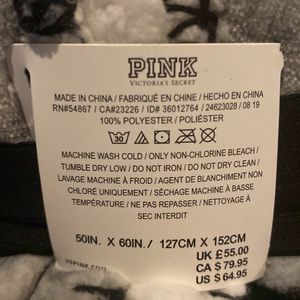 PINK
VICTORIA'S SECRET
MADE IN CHINA / FABRIQUÉ EN CHINE / HECHO EN CHINA
RN#54867 / CA#23226 / ID# 36012764 / 24623028 / 08 19
100% POLYESTER / POLIÉSTER
30
MACHINE WASH COLD / ONLY NON-CHLORINE BLEACH /
TUMBLE DRY LOW / DO NOT IRON / DO NOT DRY CLEAN /
LAVAGE MACHINE À FROID / AGENT DE BLANCHIMENT NON
CHLORÉ UNIQUEMENT / SÉCHAGE MACHINE À BASSE
TEMP / NE PAS REPASSER / NETTOYAGE À
SEC INTERDIT
50IN. X 60IN. / 127CM X 152CM
UK £55.00
CA $ 79.95
US $ 64.95
VSPINK.COM